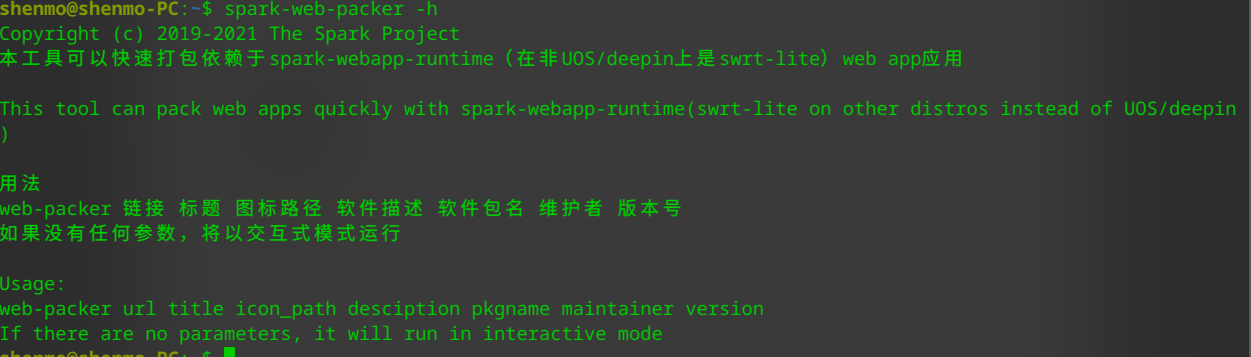 shenmo@shenmo-PC:~$ spark-web-packer -h
Copyright (c) 2019-2021 The Spark Project
本工具可以快速打包依赖于spark-webapp-runtime（在非UOS/deepin上是swrt-lite）web app应用
This tool can pack web apps quickly with spark-webapp-runtime(swrt-lite on other distros instead of UOS/deepin
)
用法
web-packer 链接 标题 图标路径 软件描述 软件包名 维护者 版本号
如果没有任何参数，将以交互式模式运行
Usage:
web-packer url title icon_path desciption pkgname maintainer version
If there are no parameters, it will run in interactive mode
shenmo@shenmo-PC:~$